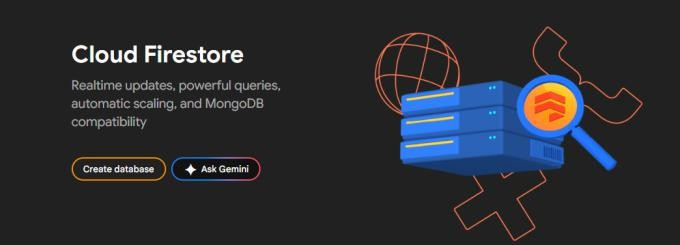 Cloud Firestore
Realtime updates, powerful queries,
automatic scaling, and MongoDB
compatibility
Create database
Ask Gemini